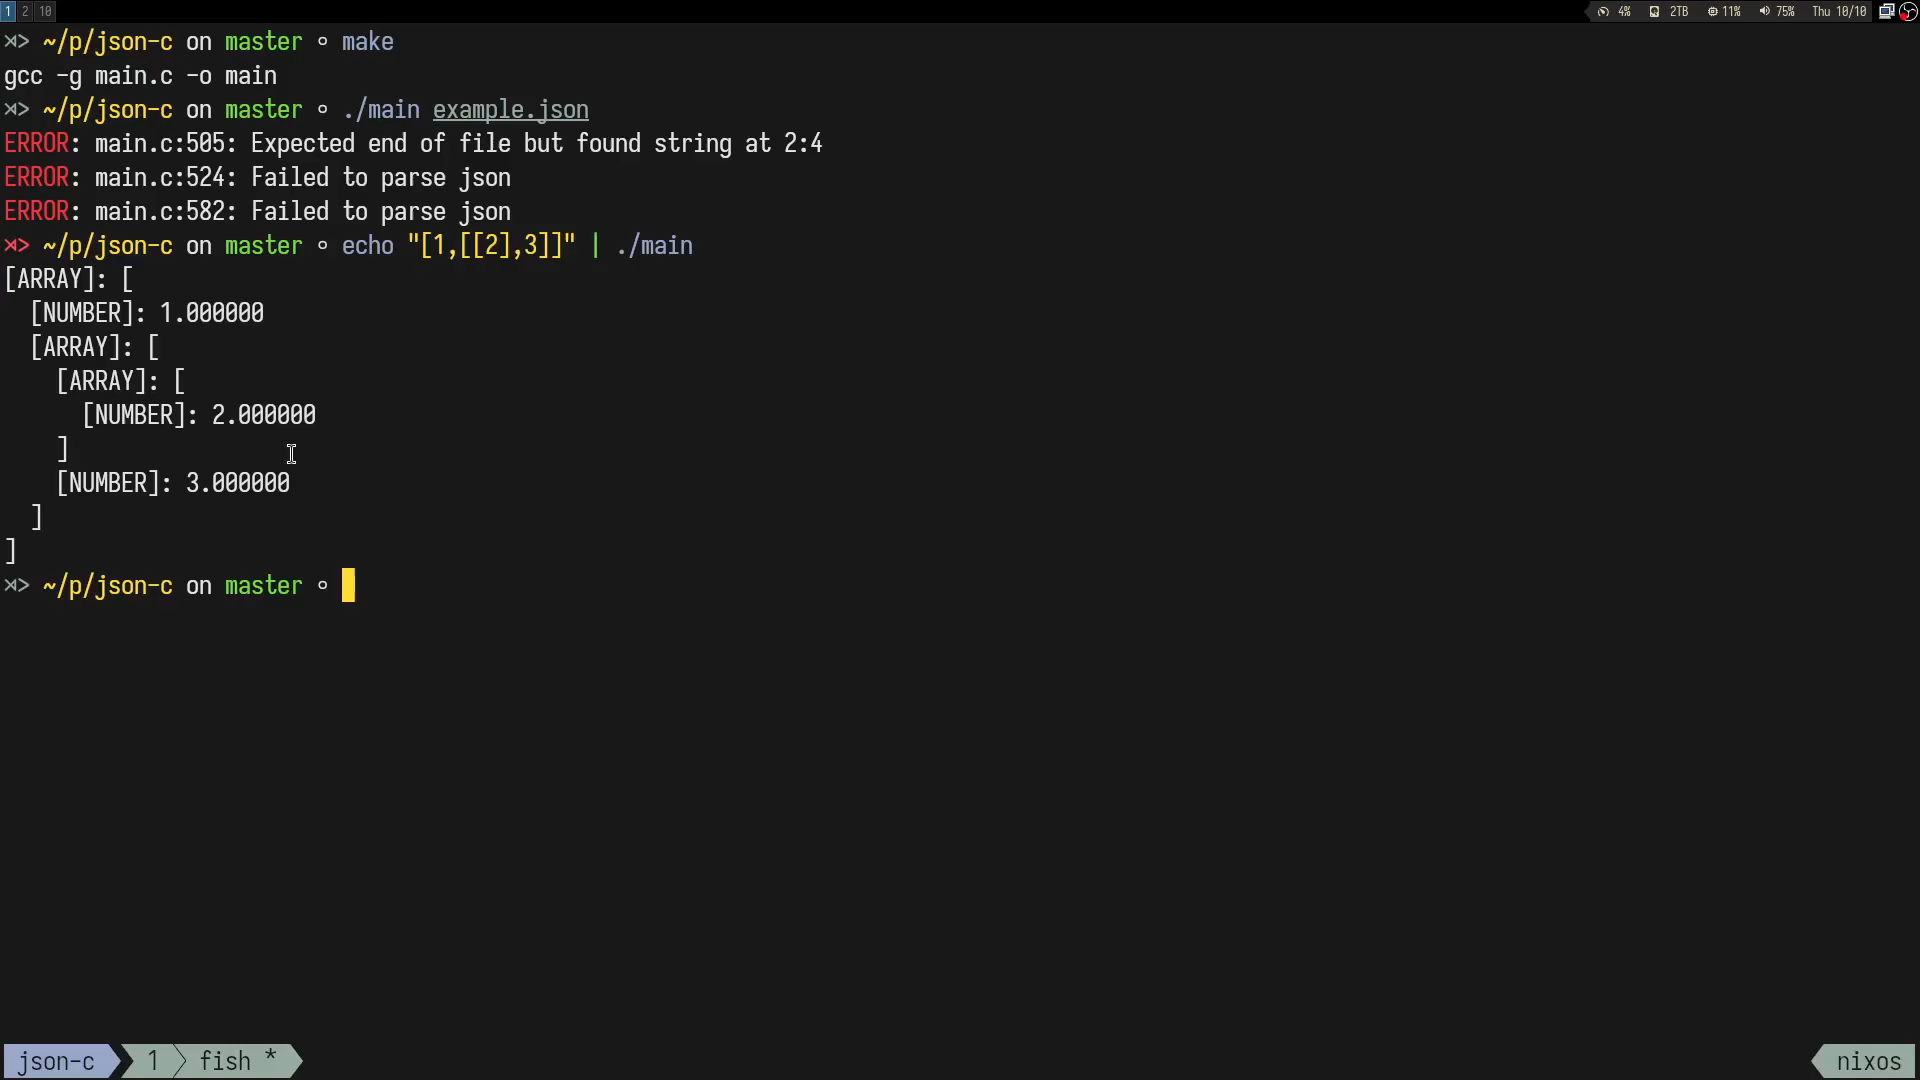 1 2 10 4% 2TB 11% 75% Thu 10/10
⋊> ~/p/json-c on master ◦ make
gcc -g main.c -o main
⋊> ~/p/json-c on master ◦ ./main example.json
ERROR: main.c:505: Expected end of file but found string at 2:4
ERROR: main.c:524: Failed to parse json
ERROR: main.c:582: Failed to parse json
⋊> ~/p/json-c on master ◦ echo "[1,[[2],3]]" | ./main
[ARRAY]: [
  [NUMBER]: 1.000000
  [ARRAY]: [
    [ARRAY]: [
      [NUMBER]: 2.000000
    ]
    [NUMBER]: 3.000000
  ]
]
⋊> ~/p/json-c on master ◦
json-c 1 fish * nixos